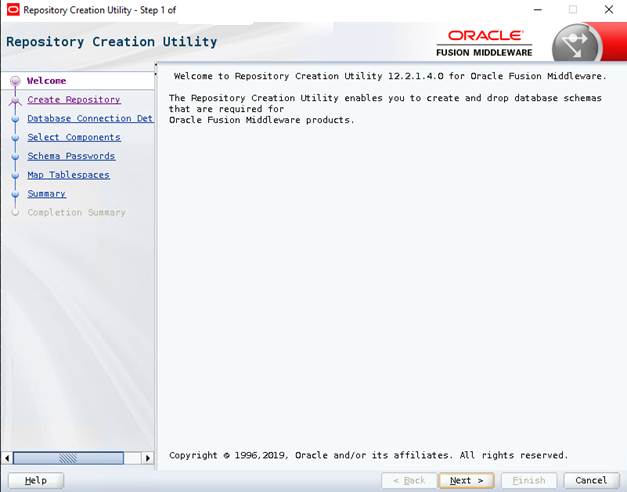 Repository Creation Utility - Step 1 of
Repository Creation Utility
ORACLE
FUSION MIDDLEWARE
Welcome
Create Repository
Database Connection Det
Select Components
Schema Passwords
Map Tablespaces
Summary
Completion Summary
Welcome to Repository Creation Utility 12.2.1.4.0 for Oracle Fusion Middleware.
The Repository Creation Utility enables you to create and drop database schemas
that are required for
Oracle Fusion Middleware products.
Copyright © 1996,2019, Oracle and/or its affiliates. All rights reserved.
Help
< Back
Next >
Finish
Cancel